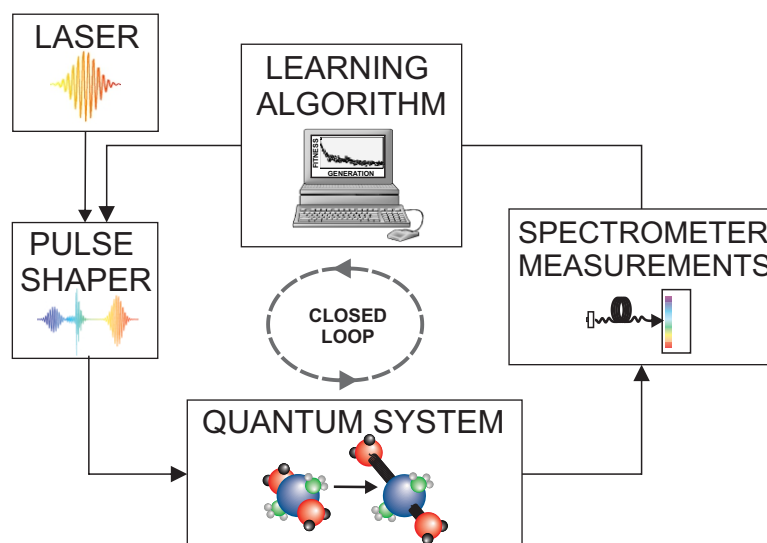 LASER
LEARNING
ALGORITHM
FITNESS
GENERATION
PULSE
SHAPER
SPECTROMETER
MEASUREMENTS
CLOSED
LOOP
QUANTUM SYSTEM